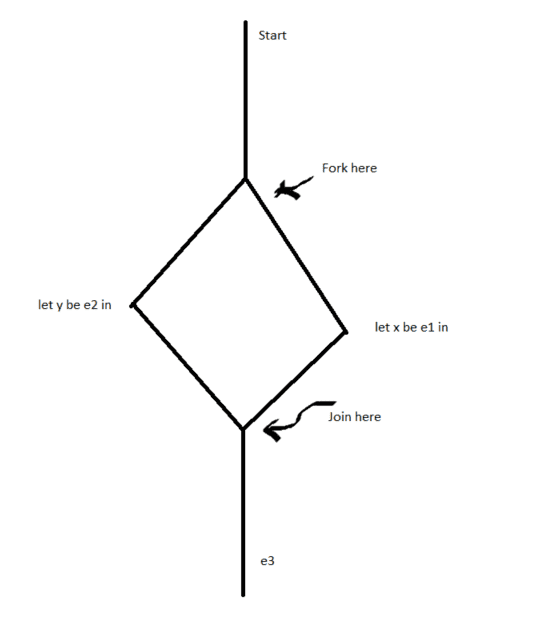 Start
Fork here
let y be e2 in
let x be e1 in
Join here
e3